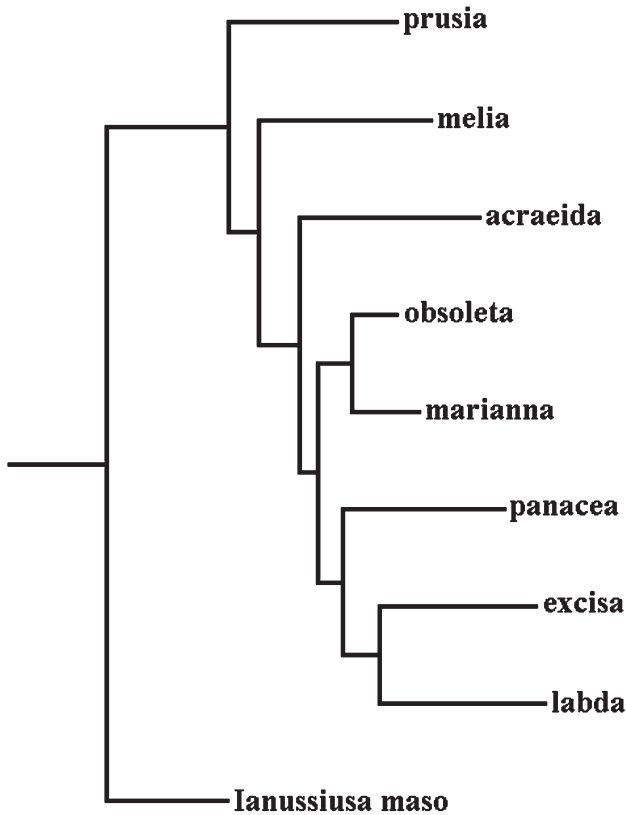 prusia
melia
acraeida
obsoleta
marianna
panacea
excisa
labda
Ianussiusa maso